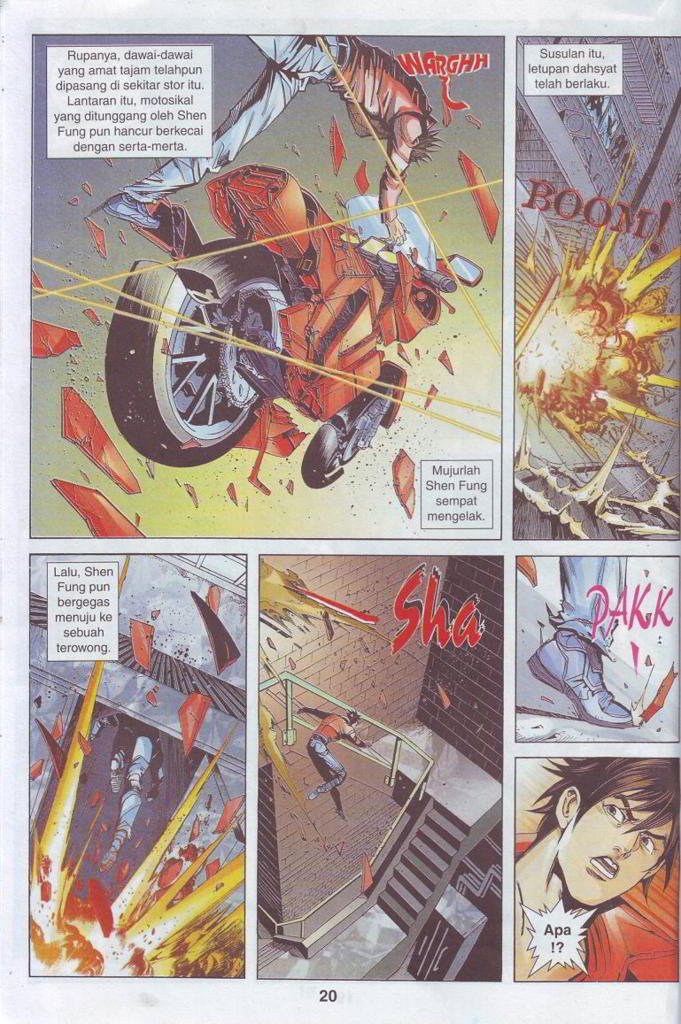 Rupanya, dawai-dawai
yang amat tajam telahpun
dipasang di sekitar stor itu.
Lantaran itu, motosikal
yang ditunggang oleh Shen
Fung pun hancur berkecai
dengan serta-merta.
WARGHH
Mujurlah
Shen Fung
sempat
mengelak.
Susulan itu,
letupan dahsyat
telah berlaku.
BOOM!
Lalu, Shen
Fung pun
bergegas
menuju ke
sebuah
terowong.
Sha
PAKK
!
Apa
!?
20